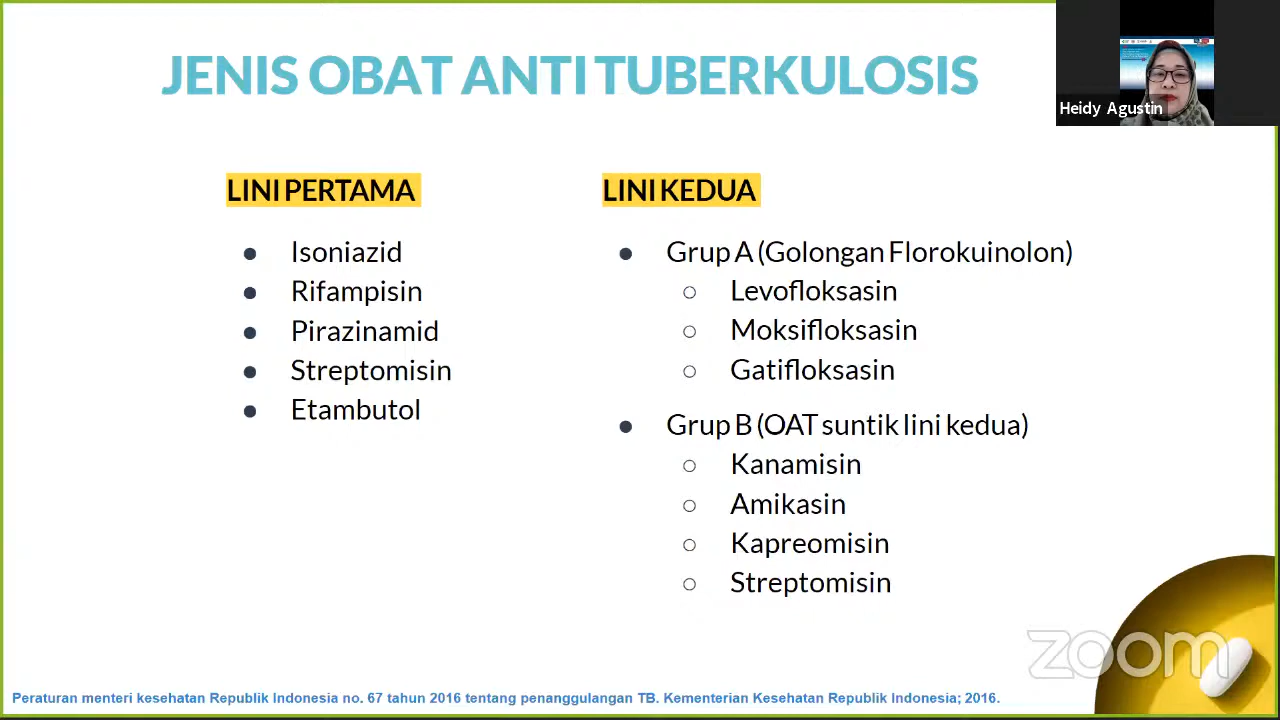 JENIS OBAT ANTI TUBERKULOSIS
Heidy Agustin
LINI PERTAMA
Isoniazid
Rifampisin
Pirazinamid
Streptomisin
Etambutol
LINI KEDUA
Grup A (Golongan Florokuinolon)
Levofloksasin
Moksifloksasin
Gatifloksasin
Grup B (OAT suntik lini kedua)
Kanamisin
Amikasin
Kapreomisin
Streptomisin
zoom
Peraturan menteri kesehatan Republik Indonesia no. 67 tahun 2016 tentang penanggulangan TB. Kementerian Kesehatan Republik Indonesia; 2016.